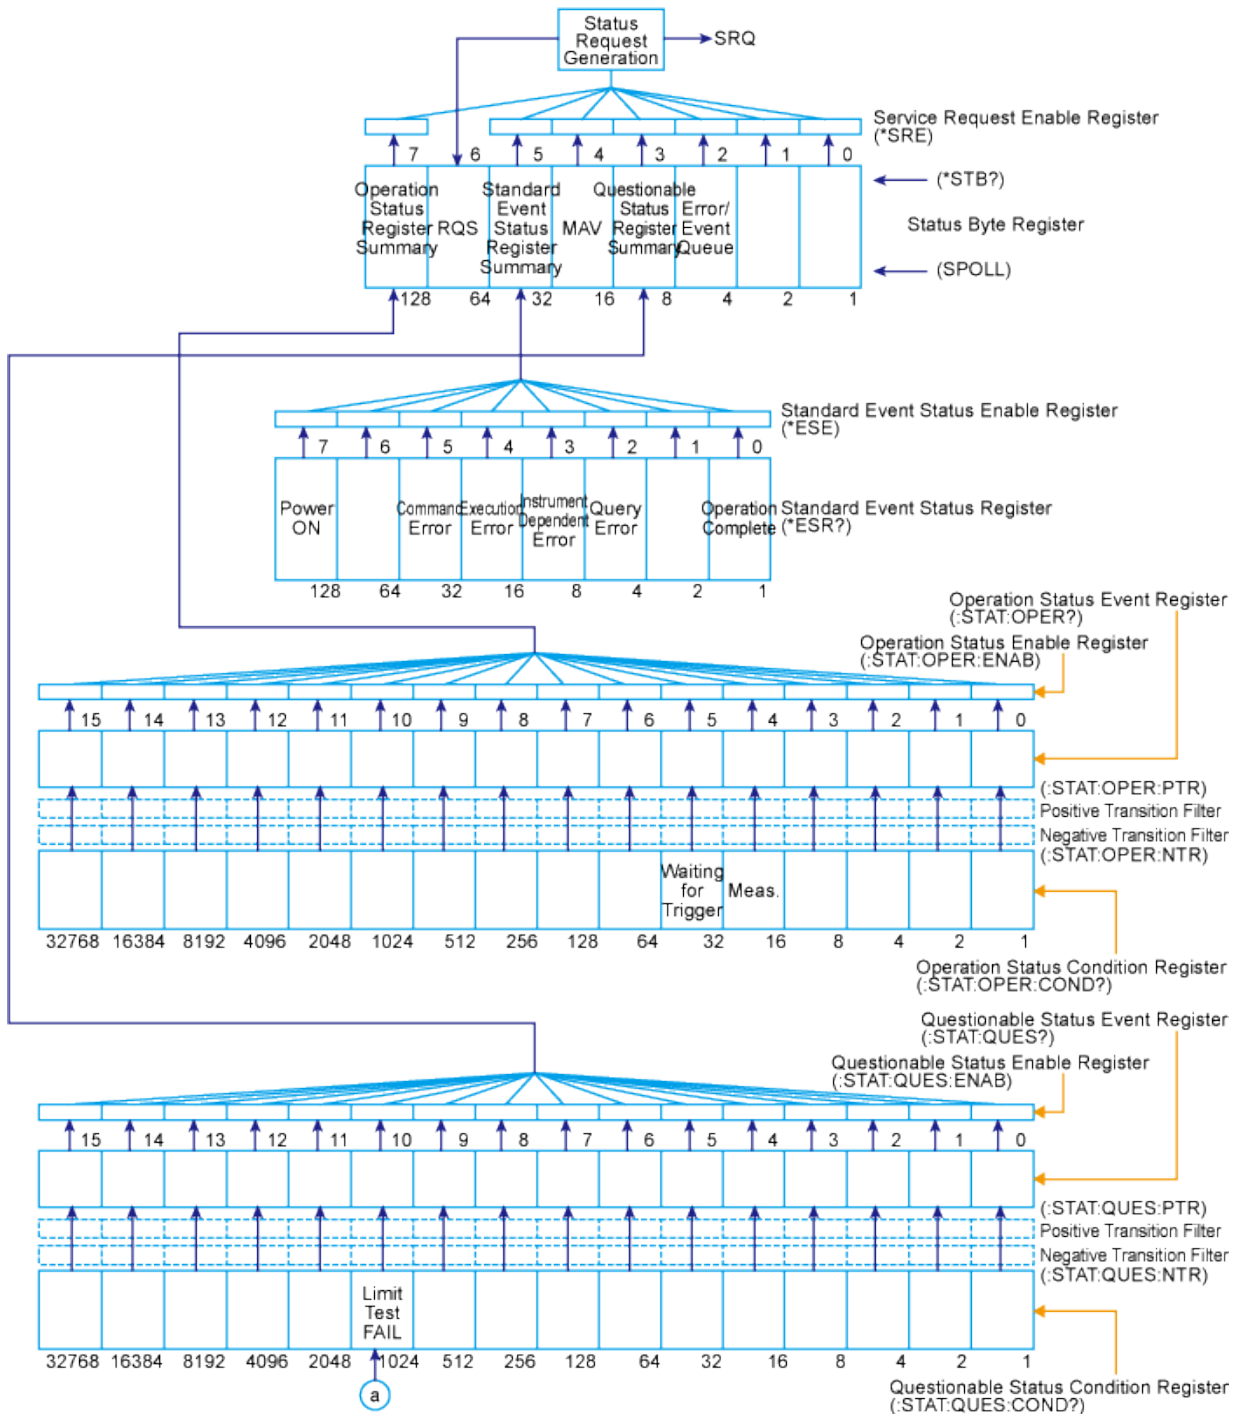 Status
Request
Generation
SRQ
Service Request Enable Register
(*SRE)
7 6 5 4 3 2 1 0
Operation
Status
Register
Summary
RQS
Standard
Event
Status
Register
Summary
MAV
Questionable
Status
Register
Summary
Error/
Event
Queue
(*STB?)
Status Byte Register
(SPOLL)
128 64 32 16 8 4 2 1
Standard Event Status Enable Register
(*ESE)
7 6 5 4 3 2 1 0
Power
ON
Command
Error
Execution
Error
Instrument
Dependent
Error
Query
Error
Operation
Complete
Standard Event Status Register
(*ESR?)
128 64 32 16 8 4 2 1
Operation Status Event Register
(:STAT:OPER?)
Operation Status Enable Register
(:STAT:OPER:ENAB)
15 14 13 12 11 10 9 8 7 6 5 4 3 2 1 0
(:STAT:OPER:PTR)
Positive Transition Filter
Negative Transition Filter
(:STAT:OPER:NTR)
Waiting
for
Trigger
Meas.
32768 16384 8192 4096 2048 1024 512 256 128 64 32 16 8 4 2 1
Operation Status Condition Register
(:STAT:OPER:COND?)
Questionable Status Event Register
(:STAT:QUES?)
Questionable Status Enable Register
(:STAT:QUES:ENAB)
15 14 13 12 11 10 9 8 7 6 5 4 3 2 1 0
(:STAT:QUES:PTR)
Positive Transition Filter
Negative Transition Filter
(:STAT:QUES:NTR)
Limit
Test
FAIL
32768 16384 8192 4096 2048 1024 512 256 128 64 32 16 8 4 2 1
a
Questionable Status Condition Register
(:STAT:QUES:COND?)